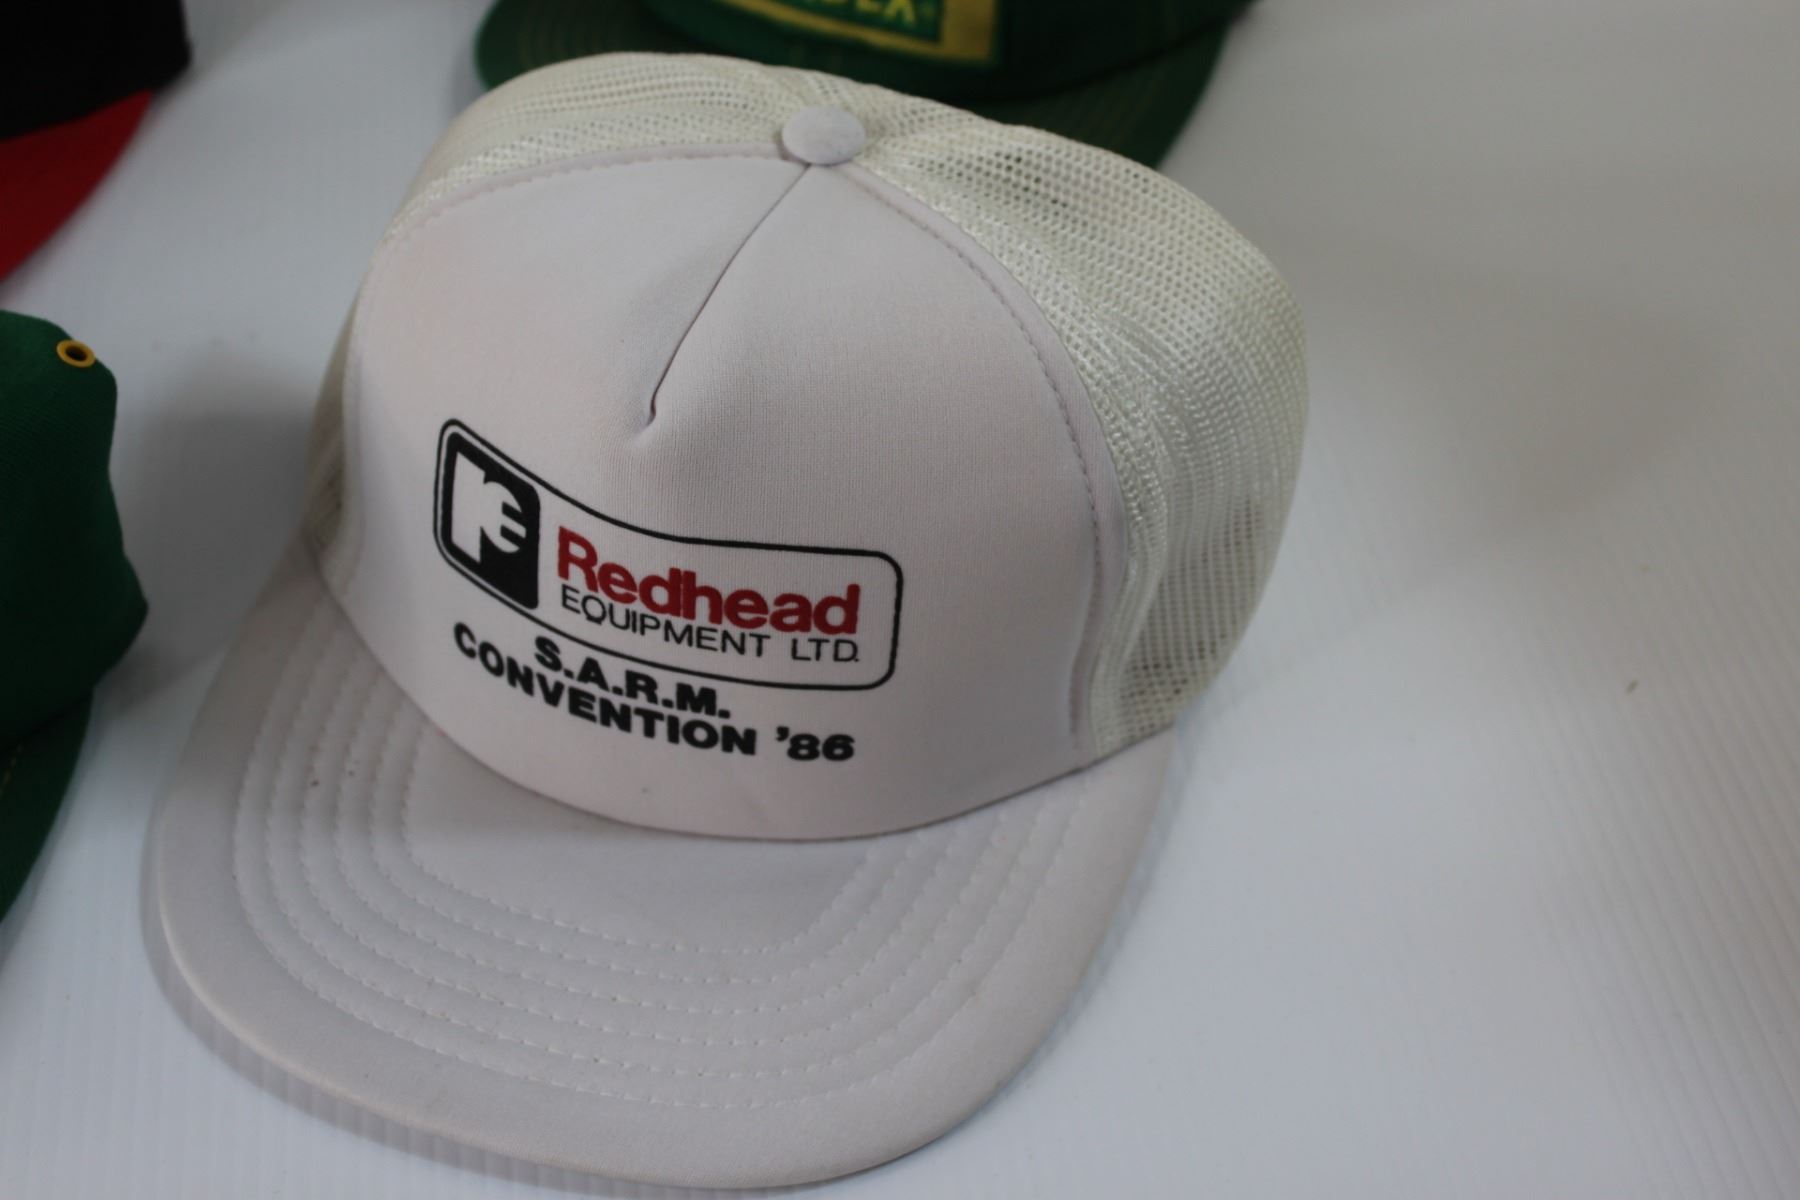 Redhead
EQUIPMENT LTD.
S.A.R.M.
CONVENTION '86